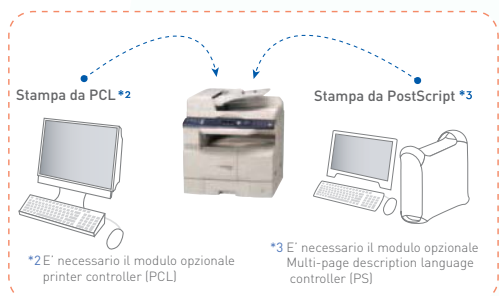 Stampa da PCL *2
Stampa da PostScript *3
*2 E' necessario il modulo opzionale
printer controller (PCL)
*3 E' necessario il modulo opzionale
Multi-page description language
controller (PS)